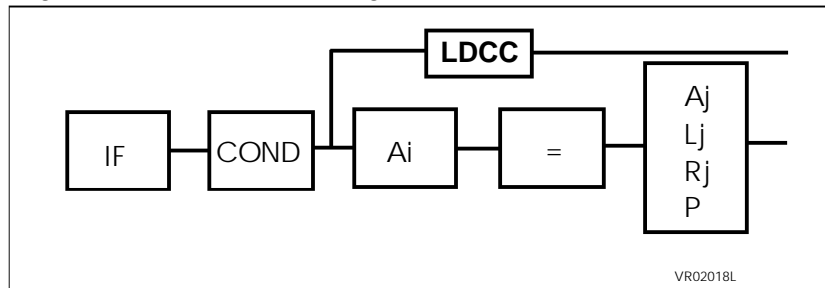 LDCC
IF
COND
Ai
=
Aj
Lj
Rj
P
VR02018L